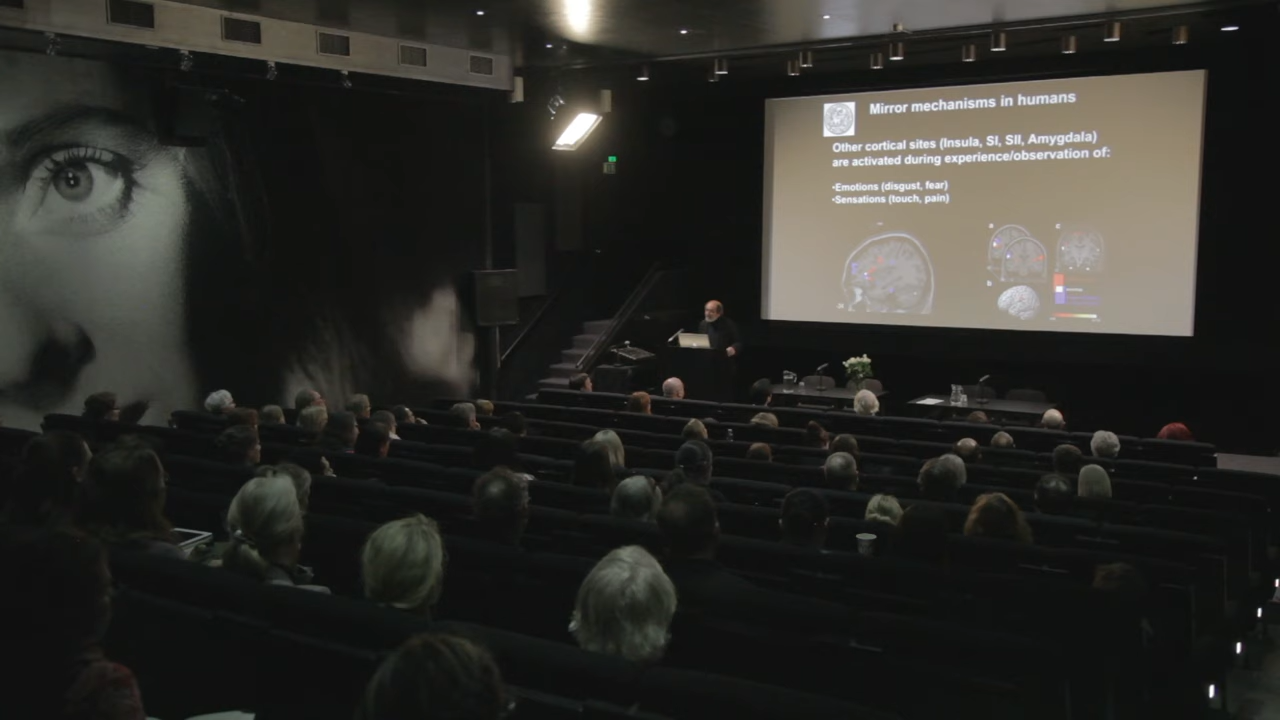 Mirror mechanisms in humans
Other cortical sites (Insula, SI, SII, Amygdala)
are activated during experience/observation of:
•Emotions (disgust, fear)
•Sensations (touch, pain)
a
c
b